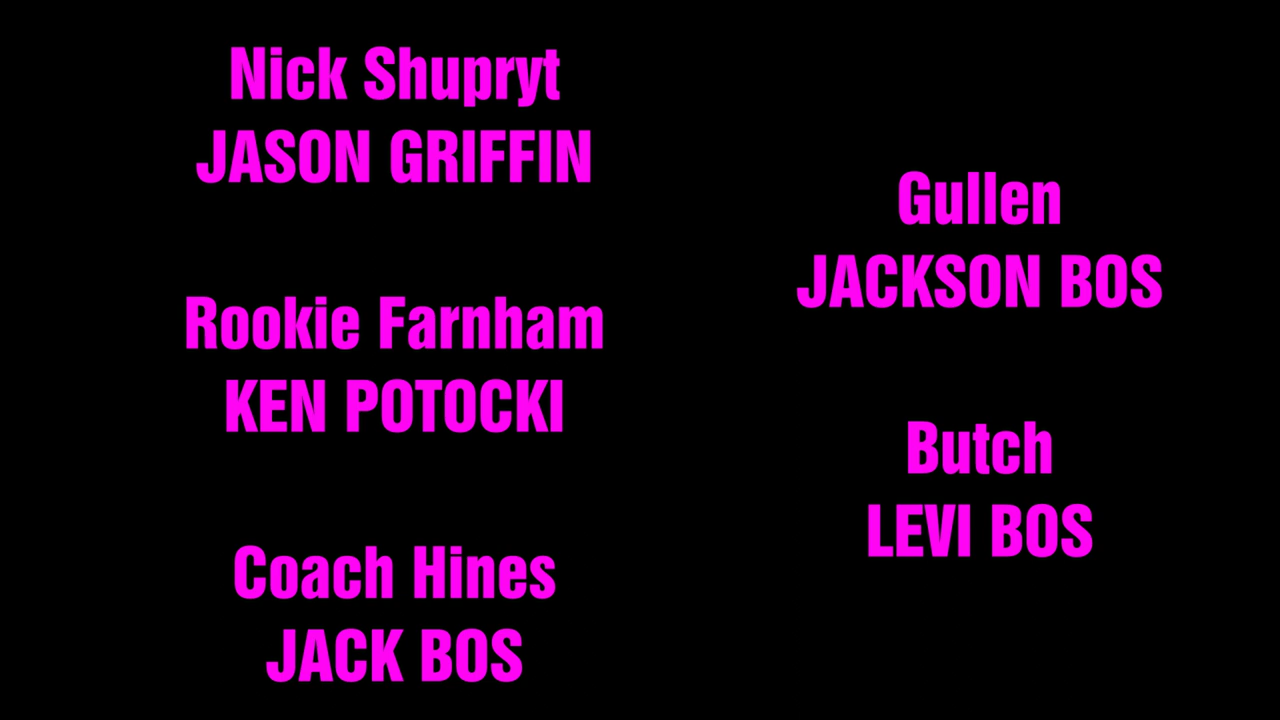 Nick Shupryt
JASON GRIFFIN
Rookie Farnham
KEN POTOCKI
Coach Hines
JACK BOS
Gullen
JACKSON BOS
Butch
LEVI BOS